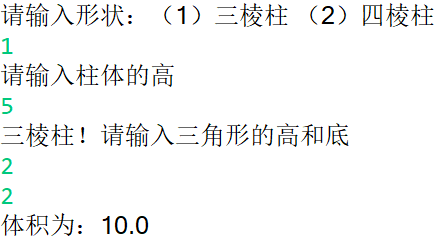 请输入形状：（1）三棱柱 （2）四棱柱
1
请输入柱体的高
5
三棱柱！请输入三角形的高和底
2
2
体积为：10.0